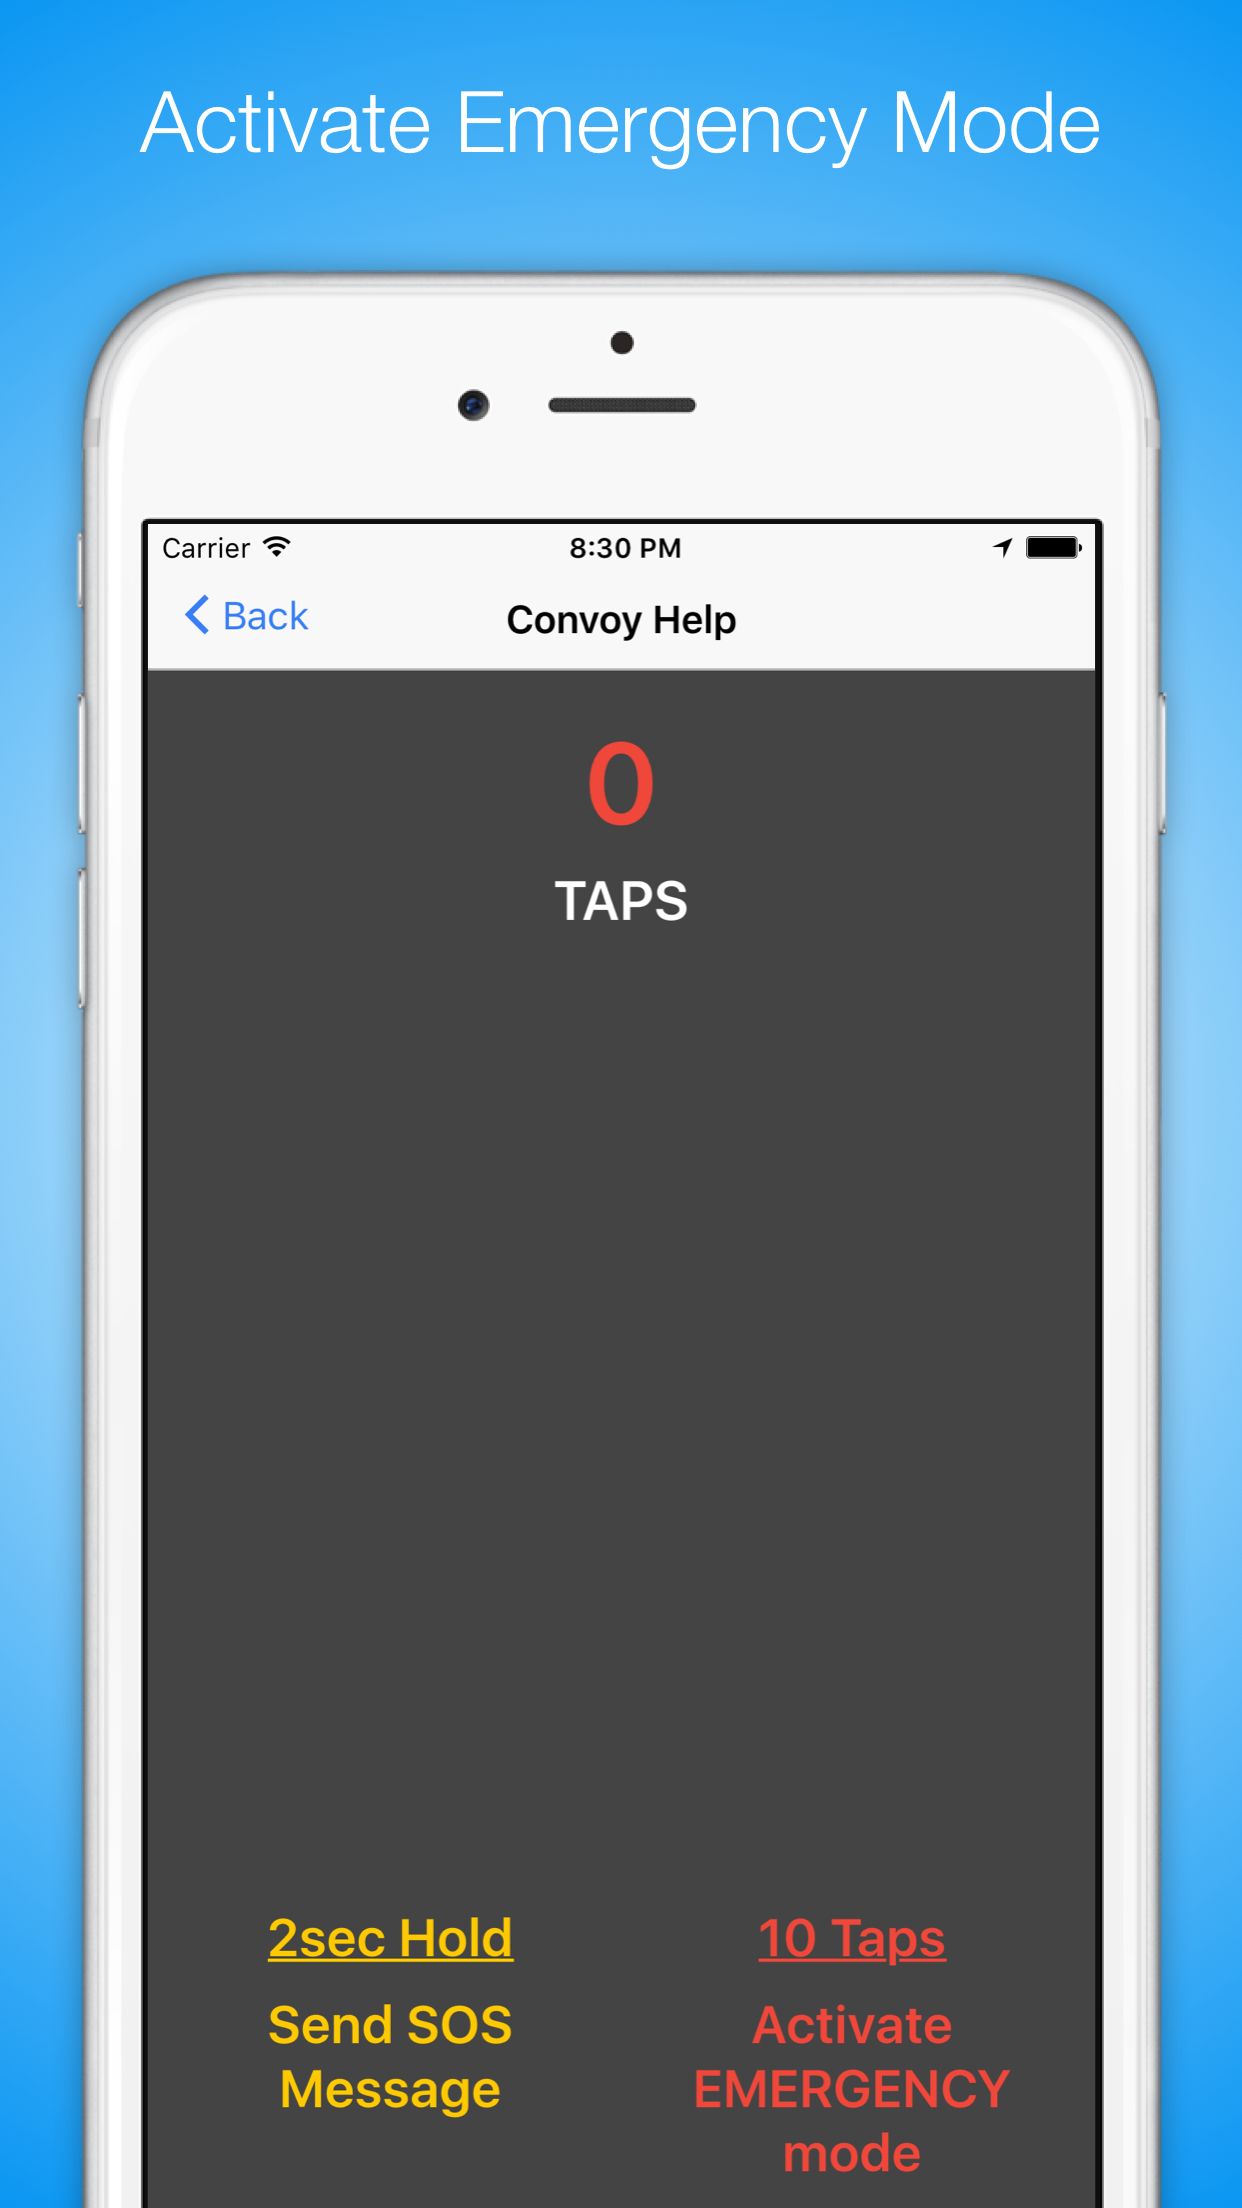 Activate Emergency Mode
Carrier 8:30 PM
Back Convoy Help
0
TAPS
2sec Hold
Send SOS
Message
10 Taps
Activate
EMERGENCY
mode